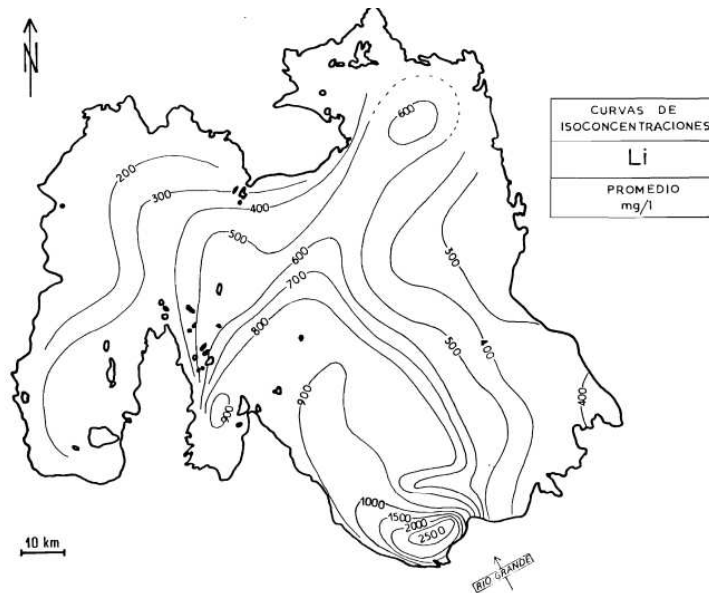 N
CURVAS DE
ISOCONCENTRACIONES
Li
PROMEDIO
mg/l
600
200
300
400
500
600
700
800
300
500
400
400
900
900
1000
1500
2000
2500
10 km
RIO GRANDE